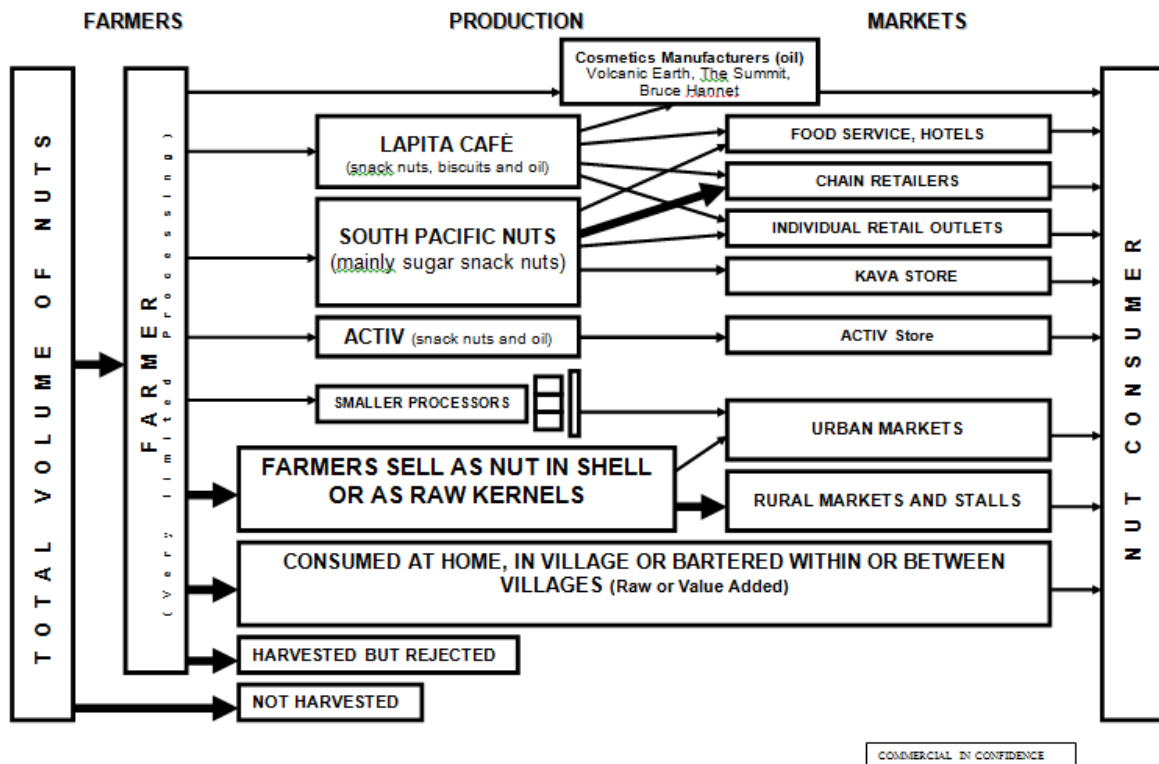 FARMERS
PRODUCTION
MARKETS
TOTAL VOLUME OF NUTS
FARMER
(Very limited Processing)
Cosmetics Manufacturers (oil)
Volcanic Earth, The Summit,
Bruce Hannet
LAPITA CAFÉ
(snack nuts, biscuits and oil)
SOUTH PACIFIC NUTS
(mainly sugar snack nuts)
ACTIV (snack nuts and oil)
SMALLER PROCESSORS
FARMERS SELL AS NUT IN SHELL
OR AS RAW KERNELS
CONSUMED AT HOME, IN VILLAGE OR BARTERED WITHIN OR BETWEEN
VILLAGES (Raw or Value Added)
HARVESTED BUT REJECTED
NOT HARVESTED
FOOD SERVICE, HOTELS
CHAIN RETAILERS
INDIVIDUAL RETAIL OUTLETS
KAVA STORE
ACTIV Store
URBAN MARKETS
RURAL MARKETS AND STALLS
NUT CONSUMER
COMMERCIAL IN CONFIDENCE